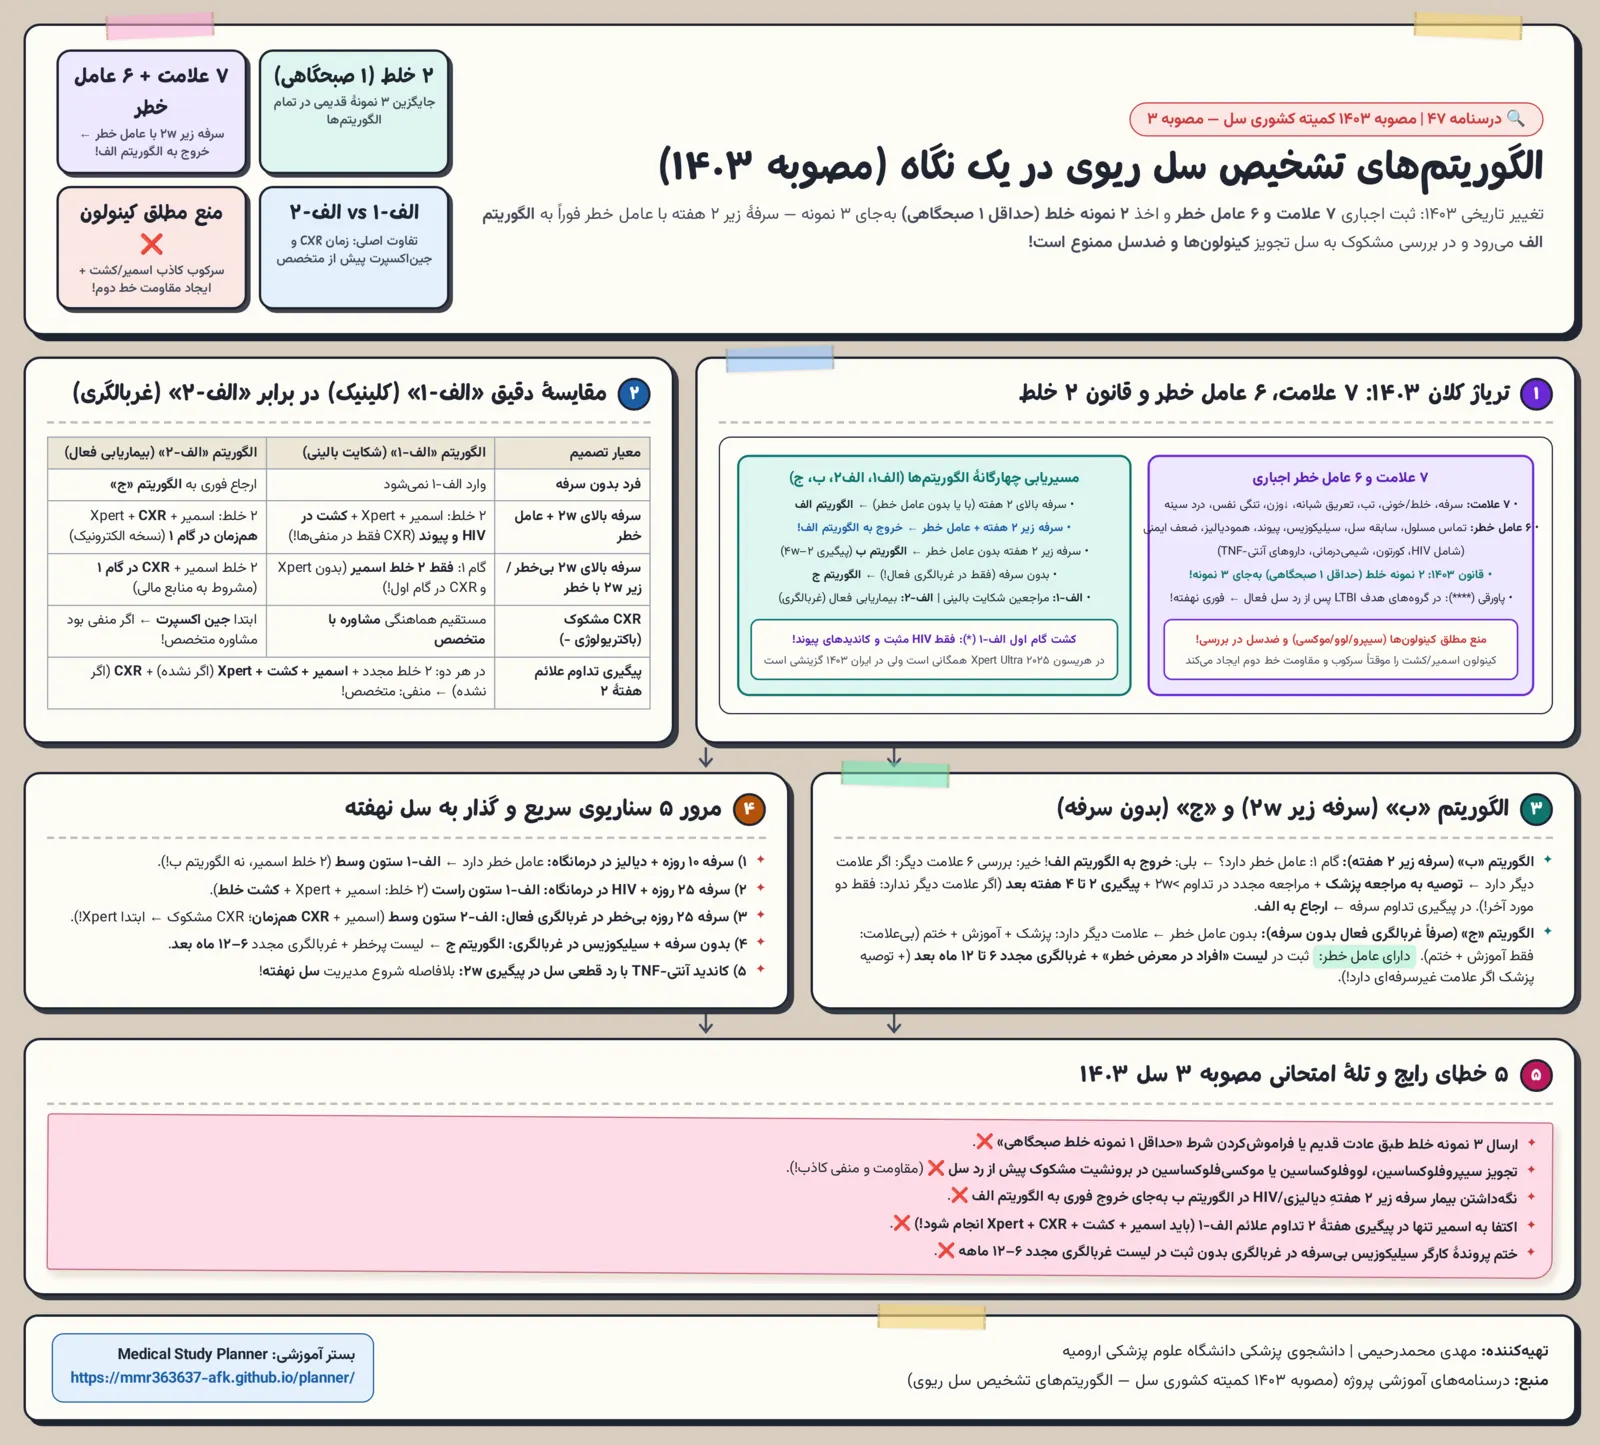 🔍 درسنامه ۴۷ | مصوبه ۱۴۰۳ کمیته کشوری سل — مصوبه ۳
الگوریتم‌های تشخیص سل ریوی در یک نگاه (مصوبه ۱۴۰۳)
تغییر تاریخی ۱۴۰۳: ثبت اجباری ۷ علامت و ۶ عامل خطر و اخذ ۲ نمونه خلط (حداقل ۱ صبحگاهی) به‌جای ۳ نمونه — سرفهٔ زیر ۲ هفته با عامل خطر فوراً به الگوریتم
الف می‌رود و در بررسی مشکوک به سل تجویز کینولون‌ها و ضدسل ممنوع است!
۲ خلط (۱ صبحگاهی)
جایگزین ۳ نمونهٔ قدیمی در تمام
الگوریتم‌ها
۷ علامت + ۶ عامل
خطر
سرفه زیر ۲w با عامل خطر ←
خروج به الگوریتم الف!
الف-۱ vs الف-۲
تفاوت اصلی: زمان CXR و
جین‌اکسپرت پیش از متخصص
منع مطلق کینولون
❌
سرکوب کاذب اسمیر/کشت +
ایجاد مقاومت خط دوم!
۱ تریاژ کلان ۱۴۰۳: ۷ علامت، ۶ عامل خطر و قانون ۲ خلط
۷ علامت و ۶ عامل خطر اجباری
• ۷ علامت: سرفه، خلط/خونی، تب، تعریق شبانه، ↓وزن، تنگی نفس، درد سینه
• ۶ عامل خطر: تماس مسلول، سابقه سل، سیلیکوزیس، پیوند، همودیالیز، ضعف ایمنی
(شامل HIV، کورتون، شیمی‌درمانی، داروهای آنتی-TNF)
• قانون ۱۴۰۳: ۲ نمونه خلط (حداقل ۱ صبحگاهی) به‌جای ۳ نمونه!
• پاورقی (****): در گروه‌های هدف LTBI پس از رد سل فعال ← فوری نهفته!
منع مطلق کینولون‌ها (سیپرو/لوو/موکسی) و ضدسل در بررسی!
کینولون اسمیر/کشت را موقتاً سرکوب و مقاومت خط دوم ایجاد می‌کند
مسیریابی چهارگانهٔ الگوریتم‌ها (الف۱، الف۲، ب، ج)
• سرفه بالای ۲ هفته (با یا بدون عامل خطر) ← الگوریتم الف
• سرفه زیر ۲ هفته + عامل خطر ← خروج به الگوریتم الف!
• سرفه زیر ۲ هفته بدون عامل خطر ← الگوریتم ب (پیگیری ۲–۴w)
• بدون سرفه (فقط در غربالگری فعال!) ← الگوریتم ج
• الف-۱: مراجعین شکایت بالینی | الف-۲: بیماریابی فعال (غربالگری)
کشت گام اول الف-۱ (*): فقط HIV مثبت و کاندیدهای پیوند!
در هریسون ۲۰۲۵ Xpert Ultra همگانی است ولی در ایران ۱۴۰۳ گزینشی است
۲ مقایسهٔ دقیق «الف-۱» (کلینیک) در برابر «الف-۲» (غربالگری)
معیار تصمیم | الگوریتم «الف-۱» (شکایت بالینی) | الگوریتم «الف-۲» (بیماریابی فعال)
فرد بدون سرفه | وارد الف-۱ نمی‌شود | ارجاع فوری به الگوریتم «ج»
سرفه بالای ۲w + عامل
خطر
۲ خلط: اسمیر + Xpert + کشت در
HIV و پیوند (CXR فقط در منفی‌ها!)
۲ خلط: اسمیر + Xpert + CXR
هم‌زمان در گام ۱ (نسخه الکترونیک)
سرفه بالای ۲w بی‌خطر /
زیر ۲w با خطر
گام ۱: فقط ۲ خلط اسمیر (بدون Xpert
و CXR در گام اول!)
۲ خلط اسمیر + CXR در گام ۱
(مشروط به منابع مالی)
CXR مشکوک
(باکتریولوژی -)
مستقیم هماهنگی مشاوره با
متخصص
ابتدا جین اکسپرت ← اگر منفی بود
مشاوره متخصص!
پیگیری تداوم علائم
هفتهٔ ۲
در هر دو: ۲ خلط مجدد + اسمیر + کشت + Xpert (اگر نشده) + CXR (اگر
نشده) ← منفی: متخصص!
۳ الگوریتم «ب» (سرفه زیر ۲w) و «ج» (بدون سرفه)
✦ الگوریتم «ب» (سرفه زیر ۲ هفته): گام ۱: عامل خطر دارد؟ ← بلی: خروج به الگوریتم الف! خیر: بررسی ۶ علامت دیگر: اگر علامت
دیگر دارد ← توصیه به مراجعه پزشک + مراجعه مجدد در تداوم >۲w + پیگیری ۲ تا ۴ هفته بعد (اگر علامت دیگر ندارد: فقط دو
مورد آخر!). در پیگیری تداوم سرفه ← ارجاع به الف.
✦ الگوریتم «ج» (صرفاً غربالگری فعال بدون سرفه): بدون عامل خطر ← علامت دیگر دارد: پزشک + آموزش + ختم (بی‌علامت:
فقط آموزش + ختم). دارای عامل خطر: ثبت در لیست «افراد در معرض خطر» + غربالگری مجدد ۶ تا ۱۲ ماه بعد (+ توصیه
پزشک اگر علامت غیرسرفه‌ای دارد!).
۴ مرور ۵ سناریوی سریع و گذار به سل نهفته
✦ ۱) سرفه ۱۰ روزه + دیالیز در درمانگاه: عامل خطر دارد ← الف-۱ ستون وسط (۲ خلط اسمیر، نه الگوریتم ب!).
✦ ۲) سرفه ۲۵ روزه + HIV در درمانگاه: الف-۱ ستون راست (۲ خلط: اسمیر + Xpert + کشت خلط).
✦ ۳) سرفه ۲۵ روزه بی‌خطر در غربالگری فعال: الف-۲ ستون وسط (اسمیر + CXR هم‌زمان؛ CXR مشکوک ← ابتدا Xpert!).
✦ ۴) بدون سرفه + سیلیکوزیس در غربالگری: الگوریتم ج ← لیست پرخطر + غربالگری مجدد ۶–۱۲ ماه بعد.
✦ ۵) کاندید آنتی-TNF با رد قطعی سل در پیگیری ۲w: بلافاصله شروع مدیریت سل نهفته!
۵ ۵ خطای رایج و تلهٔ امتحانی مصوبه ۳ سل ۱۴۰۳
✦ ارسال ۳ نمونه خلط طبق عادت قدیم یا فراموش‌کردن شرط «حداقل ۱ نمونه خلط صبحگاهی» ❌.
✦ تجویز سیپروفلوکساسین، لووفلوکساسین یا موکسی‌فلوکساسین در برونشیت مشکوک پیش از رد سل ❌ (مقاومت و منفی کاذب!).
✦ نگه‌داشتن بیمار سرفه زیر ۲ هفتهِ دیالیزی/HIV در الگوریتم ب به‌جای خروج فوری به الگوریتم الف ❌.
✦ اکتفا به اسمیر تنها در پیگیری هفتهٔ ۲ تداوم علائم الف-۱ (باید اسمیر + کشت + Xpert + CXR انجام شود!) ❌.
✦ ختم پروندهٔ کارگر سیلیکوزیس بی‌سرفه در غربالگری بدون ثبت در لیست غربالگری مجدد ۶–۱۲ ماهه ❌.
تهیه‌کننده: مهدی محمدرحیمی | دانشجوی پزشکی دانشگاه علوم پزشکی ارومیه
منبع: درسنامه‌های آموزشی پروژه (مصوبه ۱۴۰۳ کمیته کشوری سل — الگوریتم‌های تشخیص سل ریوی)
بستر آموزشی: Medical Study Planner
https://mmr363637-afk.github.io/planner/